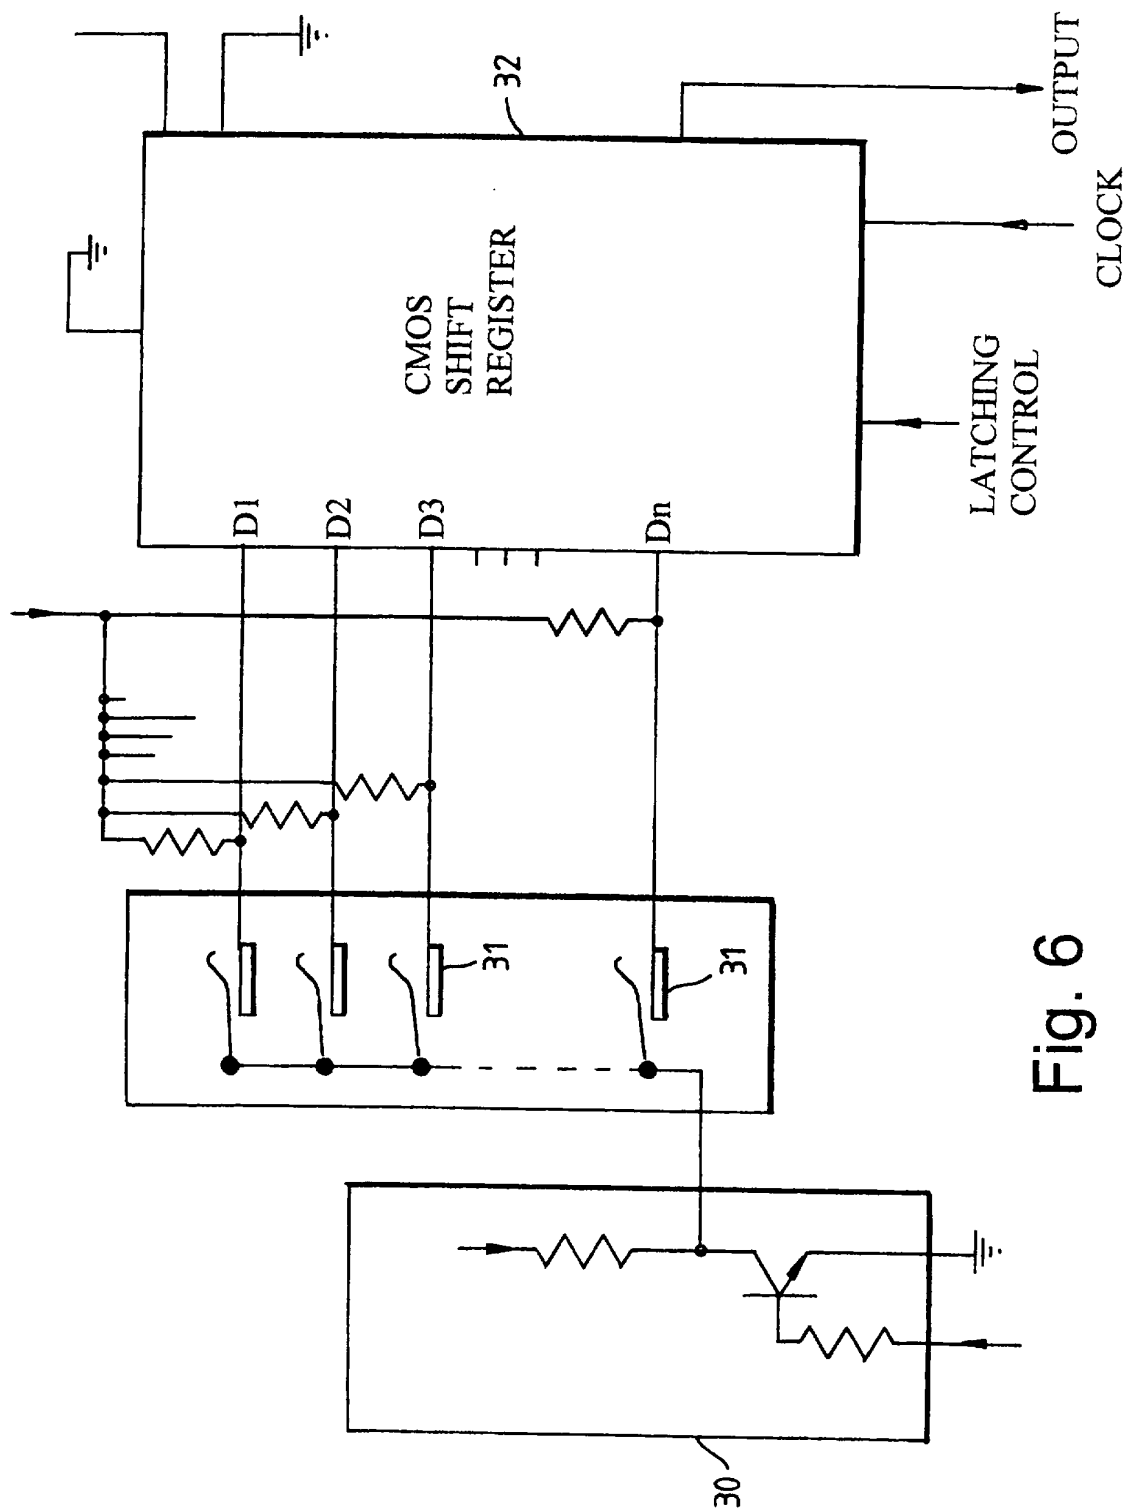 32
CMOS
SHIFT
REGISTER
D1
D2
D3
Dn
OUTPUT
CLOCK
LATCHING
CONTROL
31
31
30
Fig. 6